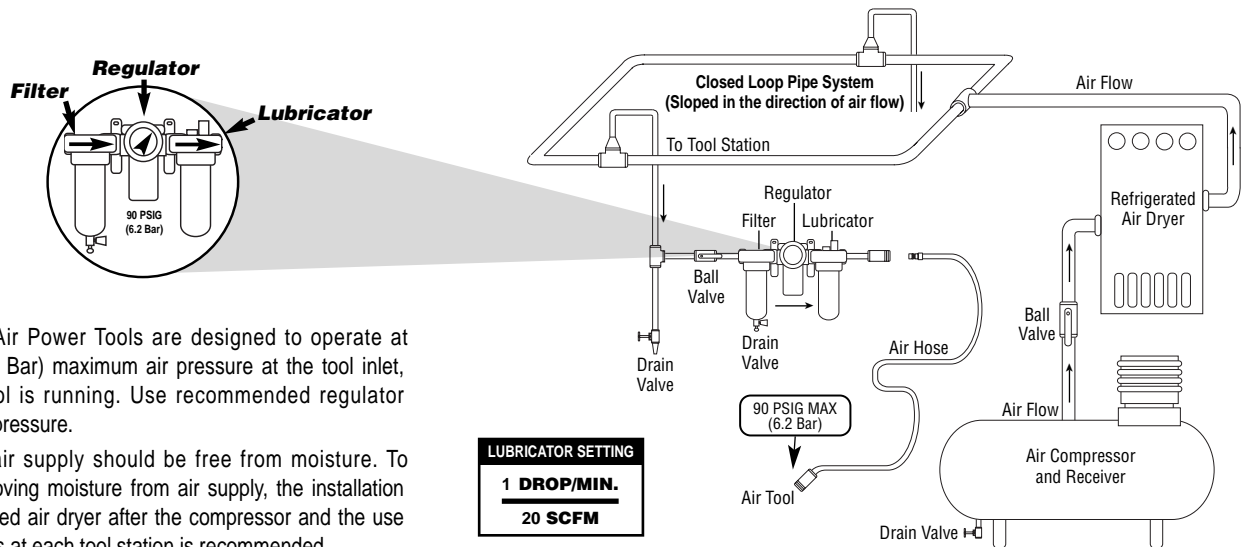 Regulator
Filter
Lubricator
90 PSIG
(6.2 Bar)
Closed Loop Pipe System
(Sloped in the direction of air flow)
Air Flow
To Tool Station
Refrigerated
Air Dryer
Regulator
Filter
Lubricator
Ball
Valve
Drain
Valve
Drain
Valve
Air Hose
Ball
Valve
Air Flow
90 PSIG MAX
(6.2 Bar)
Air Tool
Air Compressor
and Receiver
Drain Valve
Air Power Tools are designed to operate at
Bar) maximum air pressure at the tool inlet,
ol is running. Use recommended regulator
pressure.
air supply should be free from moisture. To
oving moisture from air supply, the installation
ed air dryer after the compressor and the use
s at each tool station is recommended.
LUBRICATOR SETTING
1 DROP/MIN.
20 SCFM